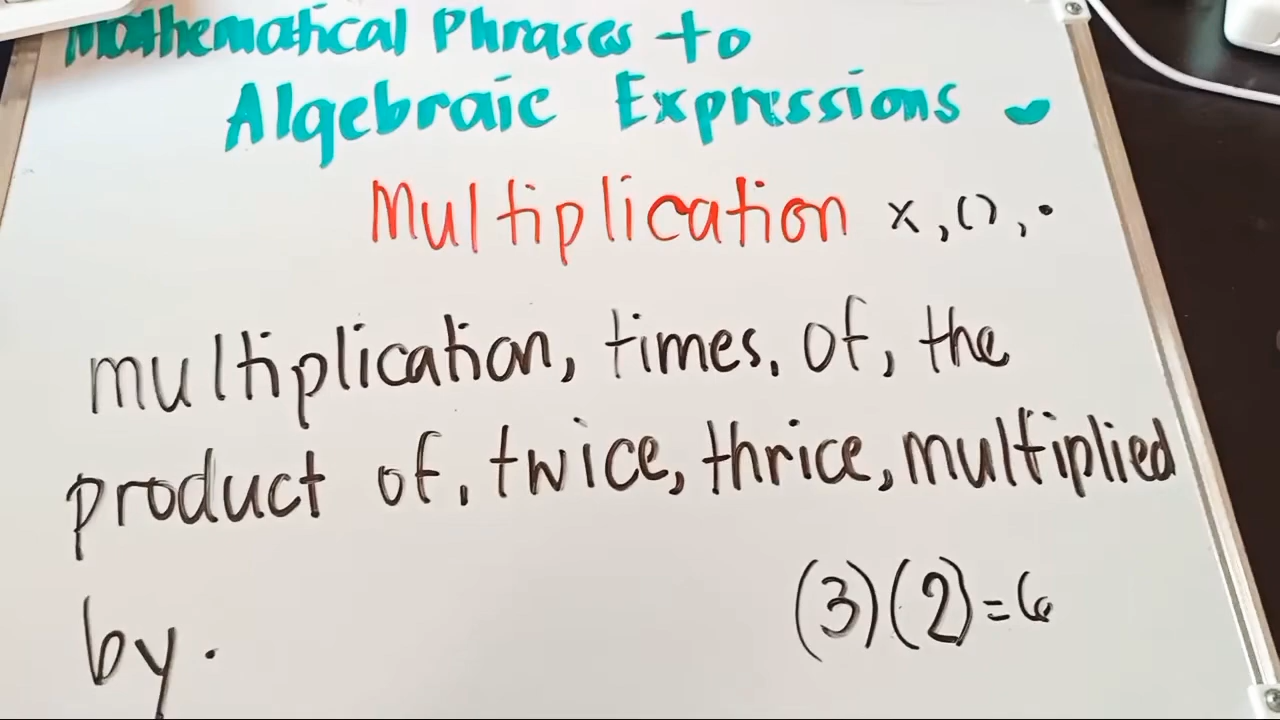 Mathematical Phrases to
Algebraic Expressions
Multiplication x, (), •
multiplication, times, of, the
product of, twice, thrice, multiplied
by.
(3)(2)=6